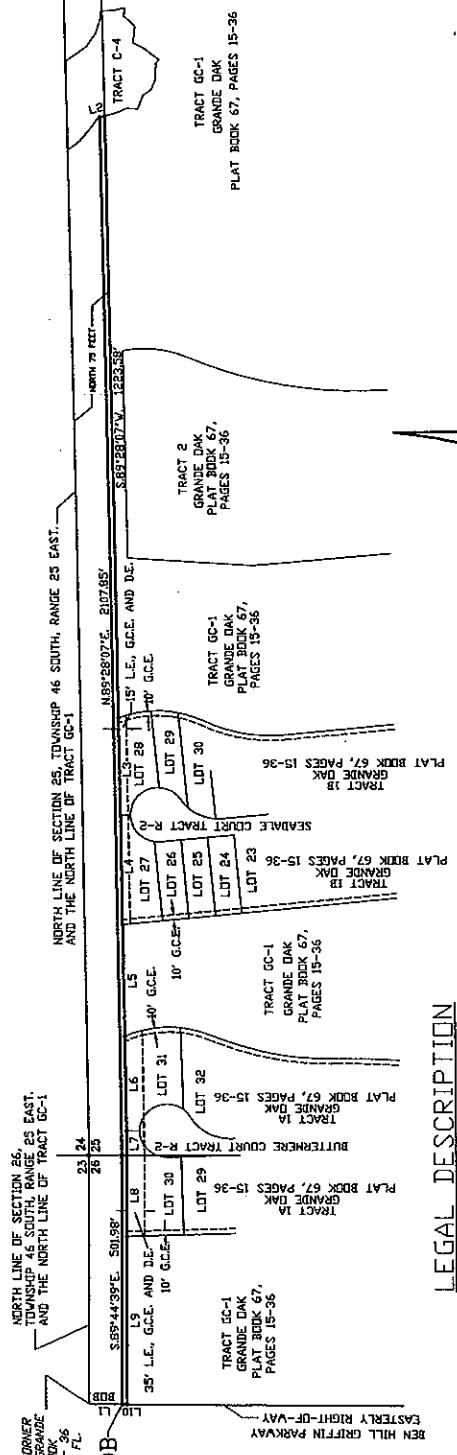 NORTH LINE OF SECTION 26,
TOWNSHIP 46 SOUTH, RANGE 25 EAST.
AND THE NORTH LINE OF TRACT GC-1
NORTH LINE OF SECTION 25, TOWNSHIP 46 SOUTH, RANGE 25 EAST.
AND THE NORTH LINE OF TRACT GC-1
23 24
26 25
NORTH 75 FEET
ORNER
GRANDE
OK
- 36
FL.
L1
BOB
L10
OB
S.89°44'39"E. 501.98'
N.89°28'07"E. 2107.85'
S.89°28'07"W. 1223.58'
L2
TRACT C-4
L9
L8
L7
L6
L5
L4
L3
35' L.E., G.C.E. AND D.E.
10' G.C.E.
15' L.E., G.C.E. AND D.E.
10' G.C.E.
10' G.C.E.
10' G.C.E.
LOT 30
LOT 29
LOT 31
LOT 32
LOT 27
LOT 26
LOT 25
LOT 24
LOT 23
LOT 28
LOT 29
LOT 30
BUTTERMERE COURT TRACT R-2
SEADALE COURT TRACT R-2
TRACT GC-1
GRANDE OAK
PLAT BOOK 67,
PAGES 15-36
TRACT 1A
GRANDE OAK
PLAT BOOK 67, PAGES 15-36
TRACT 1A
GRANDE OAK
PLAT BOOK 67, PAGES 15-36
TRACT GC-1
GRANDE OAK
PLAT BOOK 67,
PAGES 15-36
TRACT 1B
GRANDE OAK
PLAT BOOK 67, PAGES 15-36
TRACT 1B
GRANDE OAK
PLAT BOOK 67, PAGES 15-36
TRACT GC-1
GRANDE OAK
PLAT BOOK 67,
PAGES 15-36
TRACT 2
GRANDE OAK
PLAT BOOK 67,
PAGES 15-36
TRACT GC-1
GRANDE OAK
PLAT BOOK 67, PAGES 15-36
BEN HILL GRIFFIN PARKWAY
EASTERLY RIGHT-OF-WAY
LEGAL DESCRIPTION